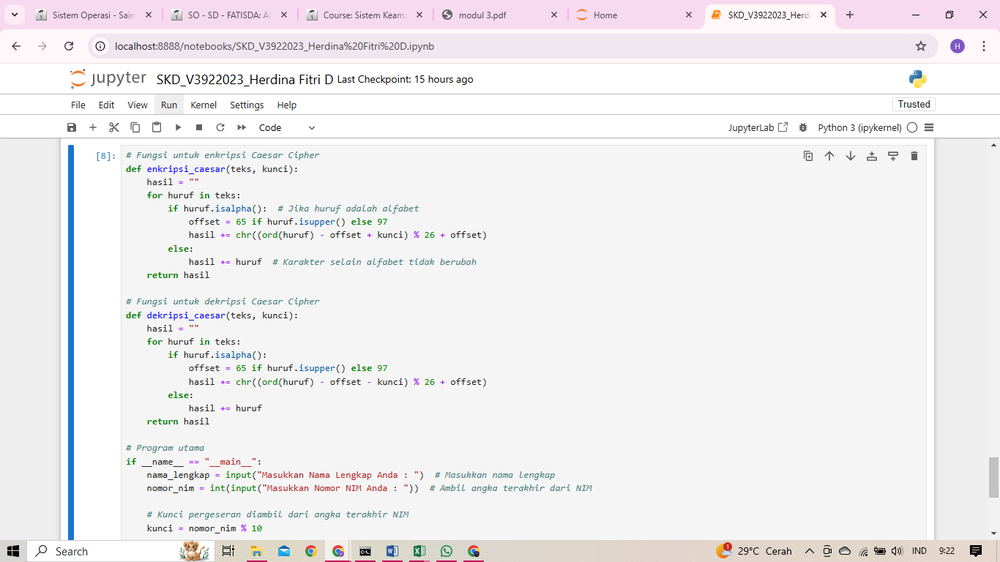 Sistem Operasi - Sain
SO - SD - FATISDA: Al
Course: Sistem Keam
modul 3.pdf
Home
SKD_V3922023_Herdi
localhost:8888/notebooks/SKD_V3922023_Herdina%20Fitri%20D.ipynb
H
jupyter
SKD_V3922023_Herdina Fitri D
Last Checkpoint: 15 hours ago
File Edit View Run Kernel Settings Help
Trusted
Code
JupyterLab
Python 3 (ipykernel)
[8]:
# Fungsi untuk enkripsi Caesar Cipher
def enkripsi_caesar(teks, kunci):
    hasil = ""
    for huruf in teks:
        if huruf.isalpha():  # Jika huruf adalah alfabet
            offset = 65 if huruf.isupper() else 97
            hasil += chr((ord(huruf) - offset + kunci) % 26 + offset)
        else:
            hasil += huruf  # Karakter selain alfabet tidak berubah
    return hasil
# Fungsi untuk dekripsi Caesar Cipher
def dekripsi_caesar(teks, kunci):
    hasil = ""
    for huruf in teks:
        if huruf.isalpha():
            offset = 65 if huruf.isupper() else 97
            hasil += chr((ord(huruf) - offset - kunci) % 26 + offset)
        else:
            hasil += huruf
    return hasil
# Program utama
if __name__ == "__main__":
    nama_lengkap = input("Masukkan Nama Lengkap Anda : ")  # Masukkan nama lengkap
    nomor_nim = int(input("Masukkan Nomor NIM Anda : "))  # Ambil angka terakhir dari NIM
    # Kunci pergeseran diambil dari angka terakhir NIM
    kunci = nomor_nim % 10
Search
1
29°C Cerah
IND
9:22